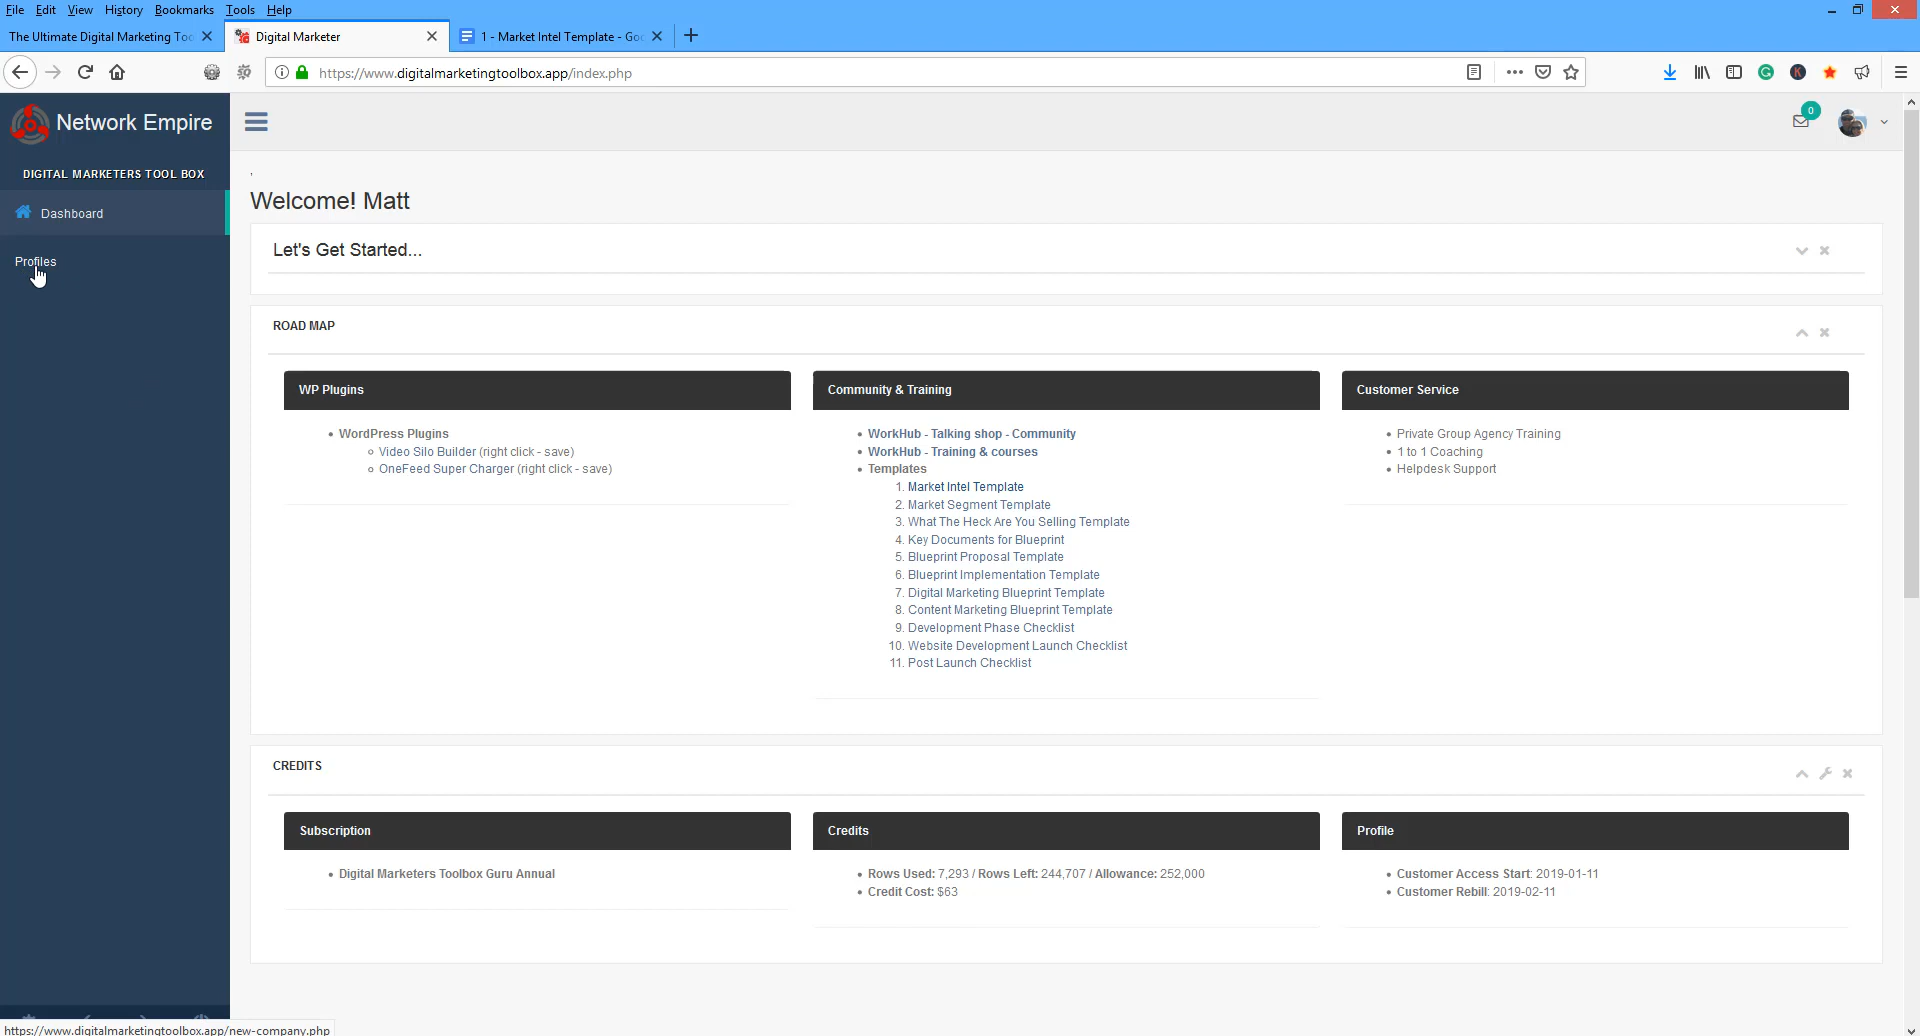 File Edit View History Bookmarks Tools Help
The Ultimate Digital Marketing Too
Digital Marketer
1 - Market Intel Template - Goo
https://www.digitalmarketingtoolbox.app/index.php
Network Empire
0
DIGITAL MARKETERS TOOL BOX
Dashboard
Profiles
,
Welcome! Matt
Let's Get Started...
ROAD MAP
WP Plugins
WordPress Plugins
Video Silo Builder (right click - save)
OneFeed Super Charger (right click - save)
Community & Training
WorkHub - Talking shop - Community
WorkHub - Training & courses
Templates
1. Market Intel Template
2. Market Segment Template
3. What The Heck Are You Selling Template
4. Key Documents for Blueprint
5. Blueprint Proposal Template
6. Blueprint Implementation Template
7. Digital Marketing Blueprint Template
8. Content Marketing Blueprint Template
9. Development Phase Checklist
10. Website Development Launch Checklist
11. Post Launch Checklist
Customer Service
Private Group Agency Training
1 to 1 Coaching
Helpdesk Support
CREDITS
Subscription
Digital Marketers Toolbox Guru Annual
Credits
Rows Used: 7,293 / Rows Left: 244,707 / Allowance: 252,000
Credit Cost: $63
Profile
Customer Access Start: 2019-01-11
Customer Rebill: 2019-02-11
https://www.digitalmarketingtoolbox.app/new-company.php